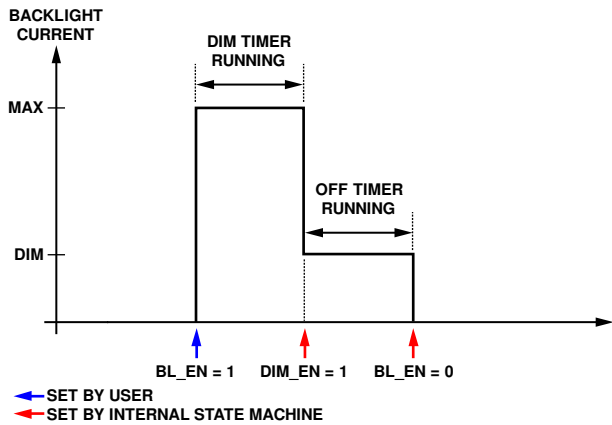 BACKLIGHT
CURRENT
DIM TIMER
RUNNING
MAX
OFF TIMER
RUNNING
DIM
BL_EN = 1 DIM_EN = 1 BL_EN = 0
SET BY USER
SET BY INTERNAL STATE MACHINE